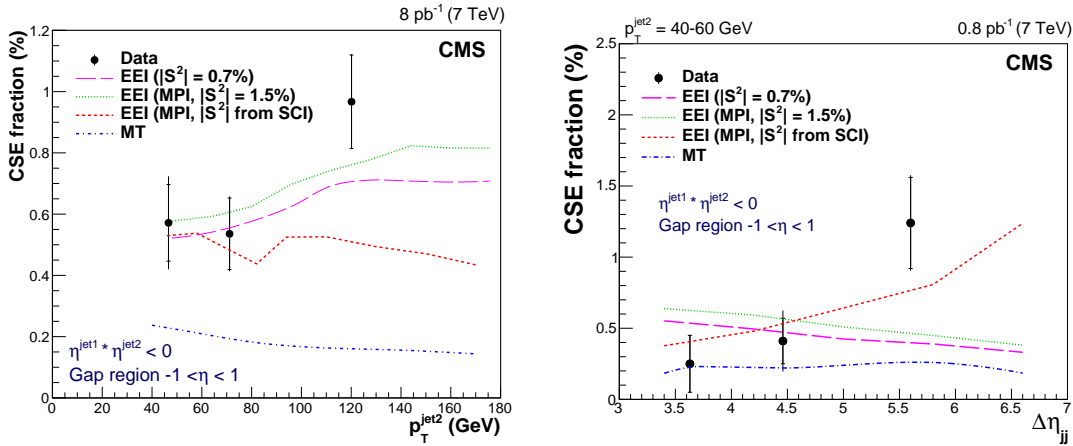 8 pb⁻¹ (7 TeV)
CSE fraction (%)
1.2
1
0.8
0.6
0.4
0.2
0
CMS
Data
EEI (|S²| = 0.7%)
EEI (MPI, |S²| = 1.5%)
EEI (MPI, |S²| from SCI)
MT
η^jet1 * η^jet2 < 0
Gap region -1 < η < 1
0 20 40 60 80 100 120 140 160 180
p_T^jet2 (GeV)
p_T^jet2 = 40-60 GeV 0.8 pb⁻¹ (7 TeV)
CSE fraction (%)
2.5
2
1.5
1
0.5
0
CMS
Data
EEI (|S²| = 0.7%)
EEI (MPI, |S²| = 1.5%)
EEI (MPI, |S²| from SCI)
MT
η^jet1 * η^jet2 < 0
Gap region -1 < η < 1
3 3.5 4 4.5 5 5.5 6 6.5 7
Δη_jj